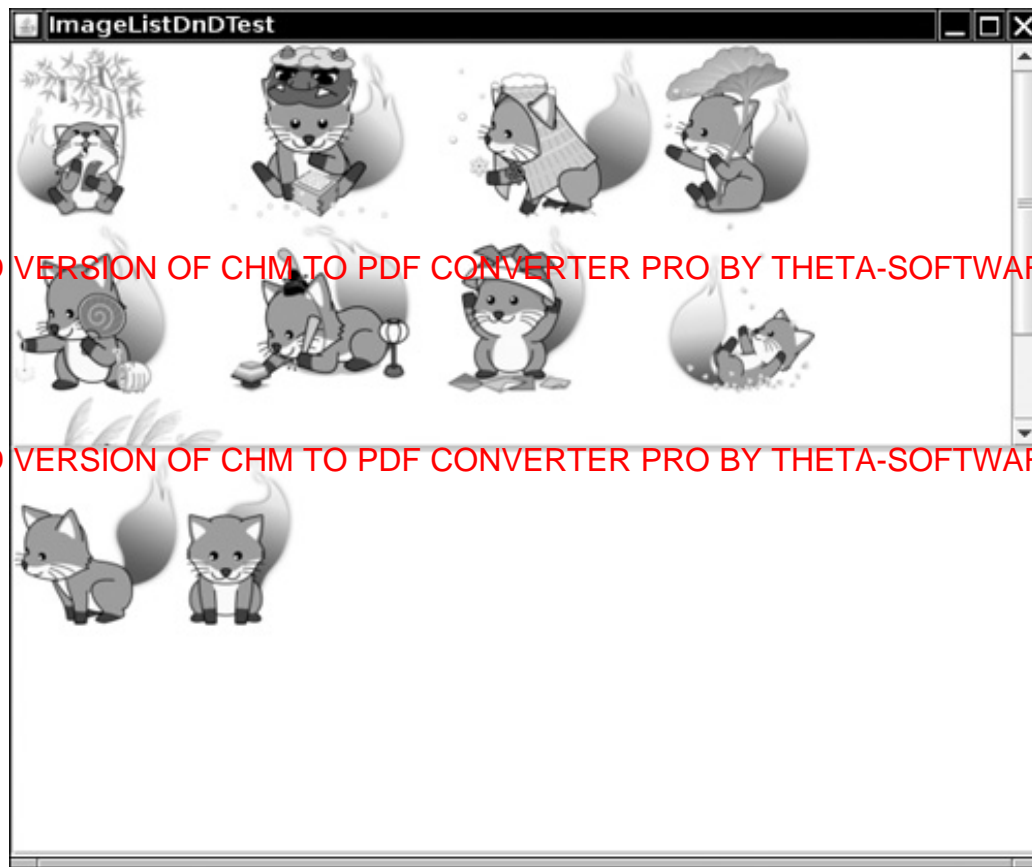 ImageListDnDTest
VERSION OF CHM TO PDF CONVERTER PRO BY THETA-SOFTWAR
VERSION OF CHM TO PDF CONVERTER PRO BY THETA-SOFTWAR